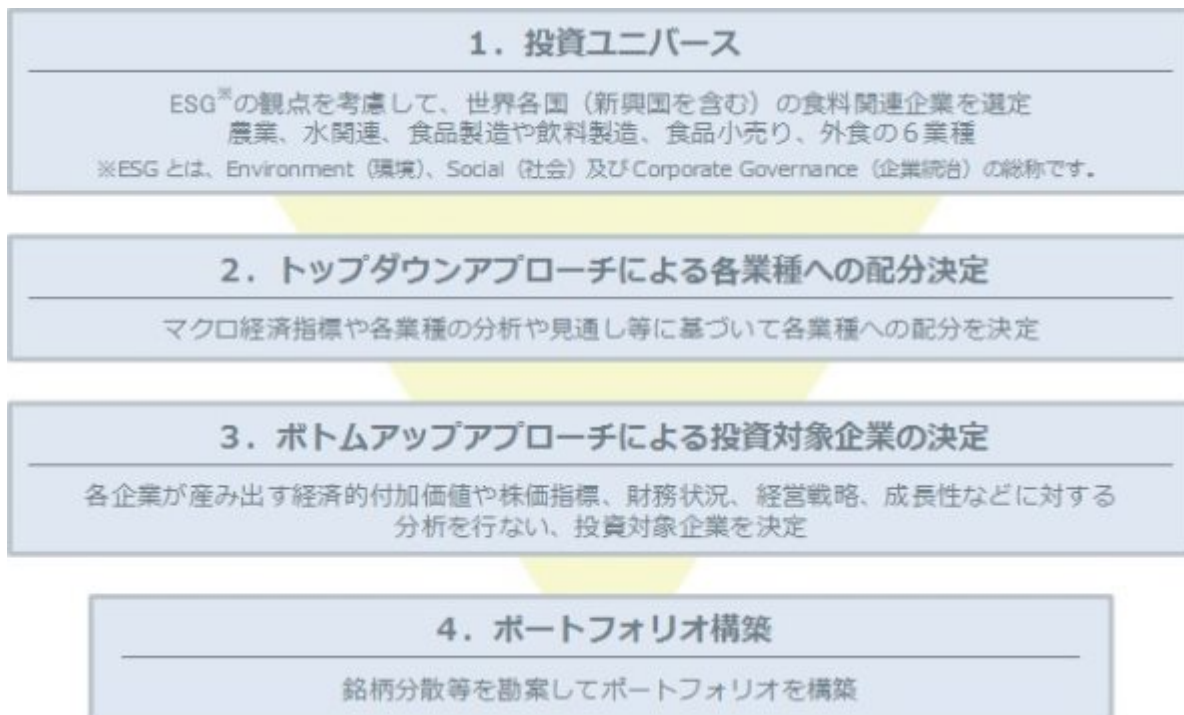 1．投資ユニバース
ESG※の観点を考慮して、世界各国（新興国を含む）の食料関連企業を選定
農業、水関連、食品製造や飲料製造、食品小売り、外食の６業種
※ESG とは、Environment（環境）、Social（社会）及び Corporate Governance（企業統治）の総称です。
2．トップダウンアプローチによる各業種への配分決定
マクロ経済指標や各業種の分析や見通し等に基づいて各業種への配分を決定
3．ボトムアップアプローチによる投資対象企業の決定
各企業が産み出す経済的付加価値や株価指標、財務状況、経営戦略、成長性などに対する
分析を行ない、投資対象企業を決定
4．ポートフォリオ構築
銘柄分散等を勘案してポートフォリオを構築